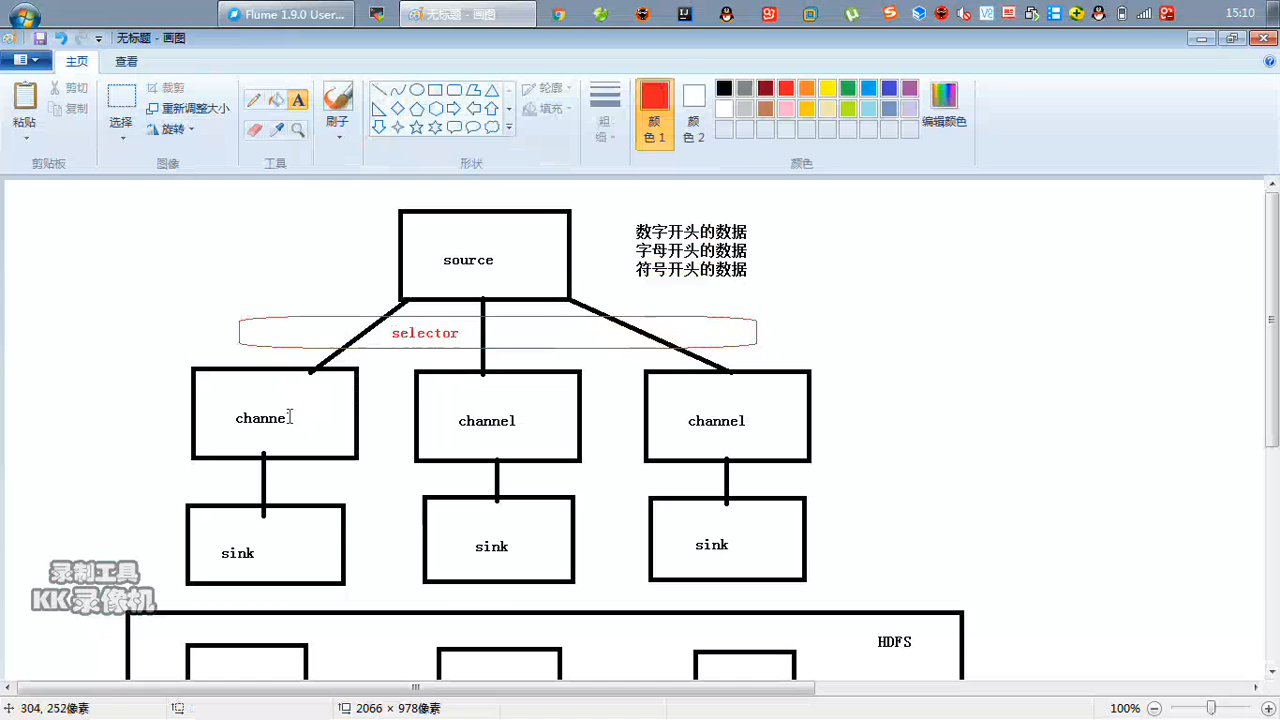 Flume 1.9.0 User...
无标题 - 画图
15:10
无标题 - 画图
主页
查看
粘贴
剪切
复制
剪贴板
选择
裁剪
重新调整大小
旋转
图像
工具
刷子
形状
轮廓
填充
粗
细
颜
色 1
颜
色 2
编辑颜色
颜色
source
数字开头的数据
字母开头的数据
符号开头的数据
selector
channel
channel
channel
sink
sink
sink
录制工具
KK 录像机
HDFS
304, 252像素
2066 × 978像素
100%